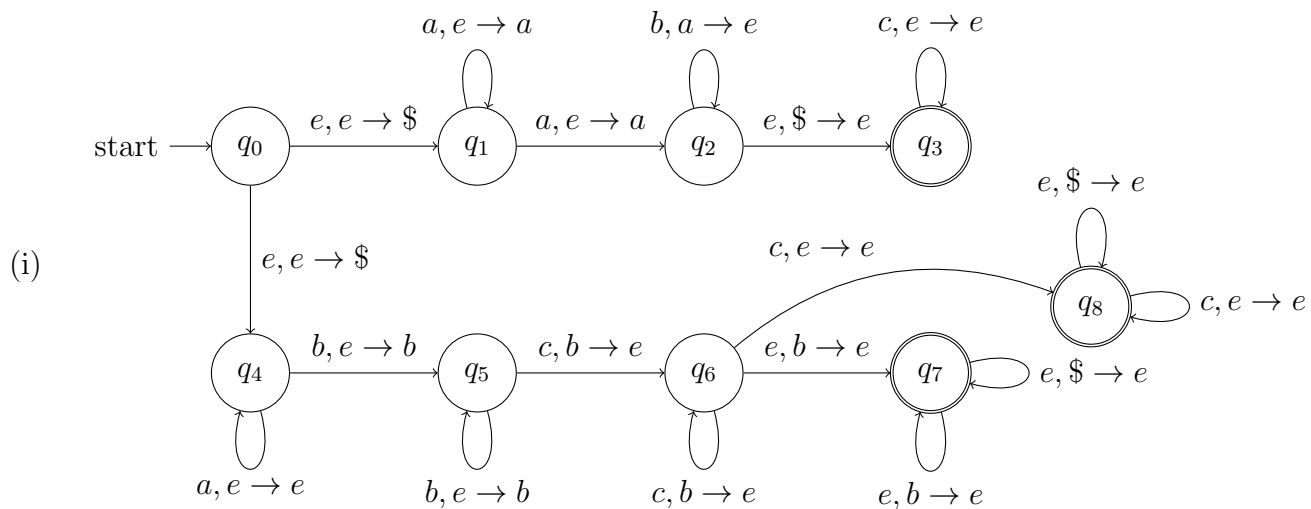 a, e → a
b, a → e
c, e → e
start
q₀
e, e → $
q₁
a, e → a
q₂
e, $ → e
q₃
e, $ → e
(i)
e, e → $
c, e → e
q₈
c, e → e
q₄
b, e → b
q₅
c, b → e
q₆
e, b → e
q₇
e, $ → e
a, e → e
b, e → b
c, b → e
e, b → e